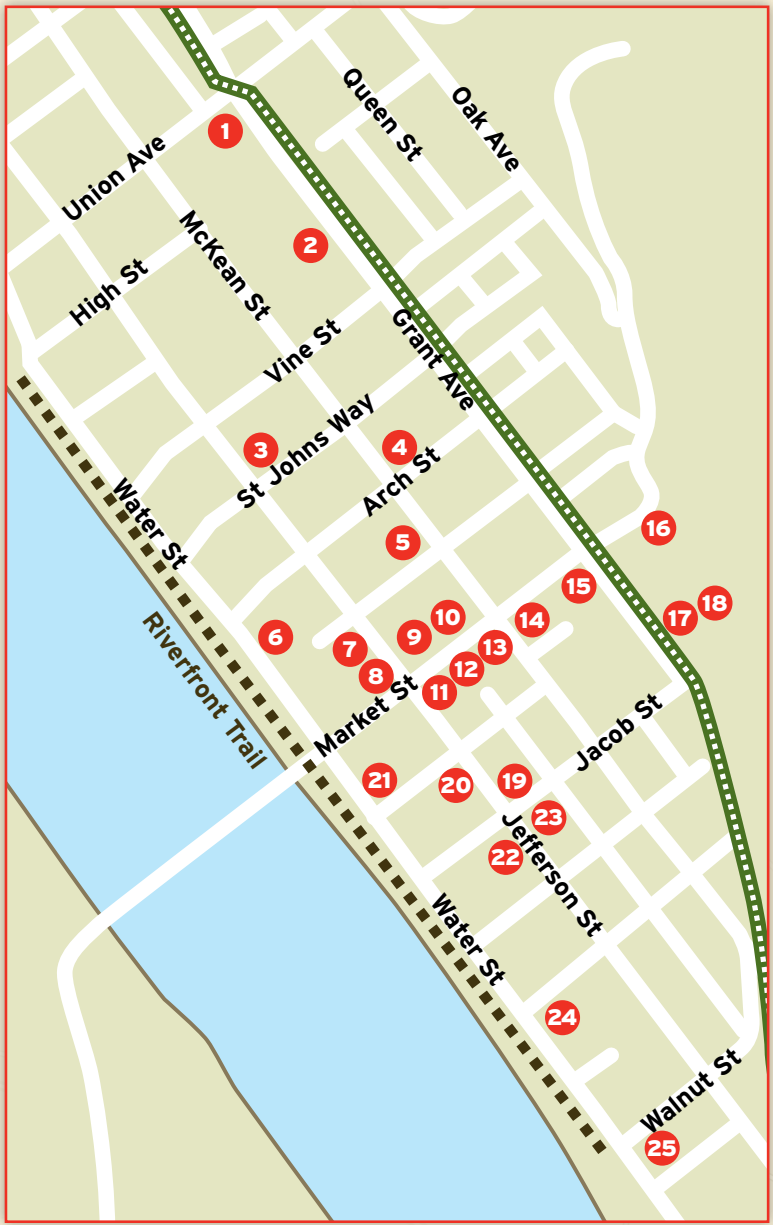 Queen St
Oak Ave
1
Union Ave
McKean St
2
High St
Vine St
Grant Ave
St Johns Way
3
4
Arch St
Water St
5
16
15
18
17
14
10
9
6
7
13
12
8
11
Riverfront Trail
Market St
Jacob St
21
20
19
23
22
Jefferson St
Water St
24
Walnut St
25